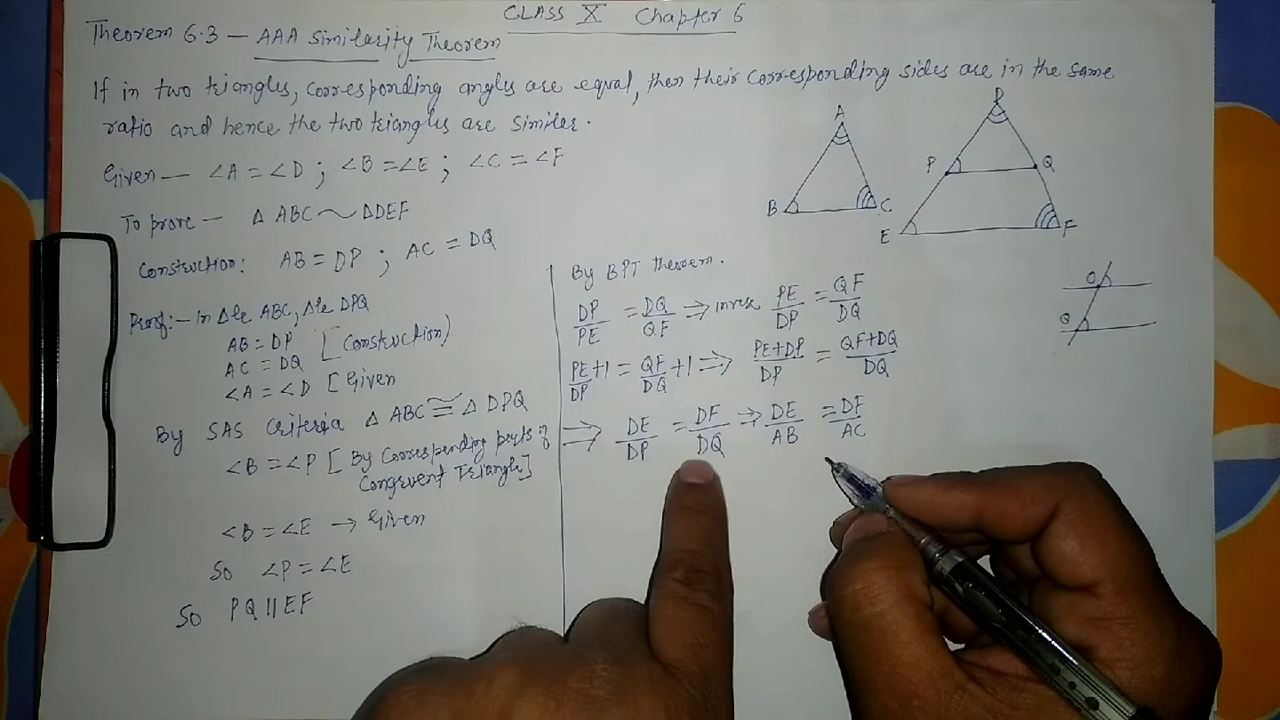 CLASS X Chapter 6
Theorem 6.3 — AAA Similarity Theorem
If in two triangles, corresponding angles are equal, then their corresponding sides are in the same
ratio and hence the two triangles are similar.
Given — ∠A = ∠D ; ∠B = ∠E ; ∠C = ∠F
To prove — Δ ABC ~ ΔDEF
Construction: AB = DP ; AC = DQ
Proof:- In Δle ABC, Δle DPQ
AB = DP [Construction)
AC = DQ
∠A = ∠D [Given
By SAS Criteria Δ ABC ≅ Δ DPQ
∠B = ∠P [By Corresponding parts of
Congruent Triangle]
∠B = ∠E → Given
So ∠P = ∠E
So PQ || EF
By BPT theorem.
DP/PE = DQ/QF ⇒ PE/DP = QF/DQ
PE/DP + 1 = QF/DQ + 1 ⇒ PE+DP/DP = QF+DQ/DQ
⇒ DE/DP = DF/DQ ⇒ DE/AB = DF/AC
A
B
C
D
P
Q
E
F